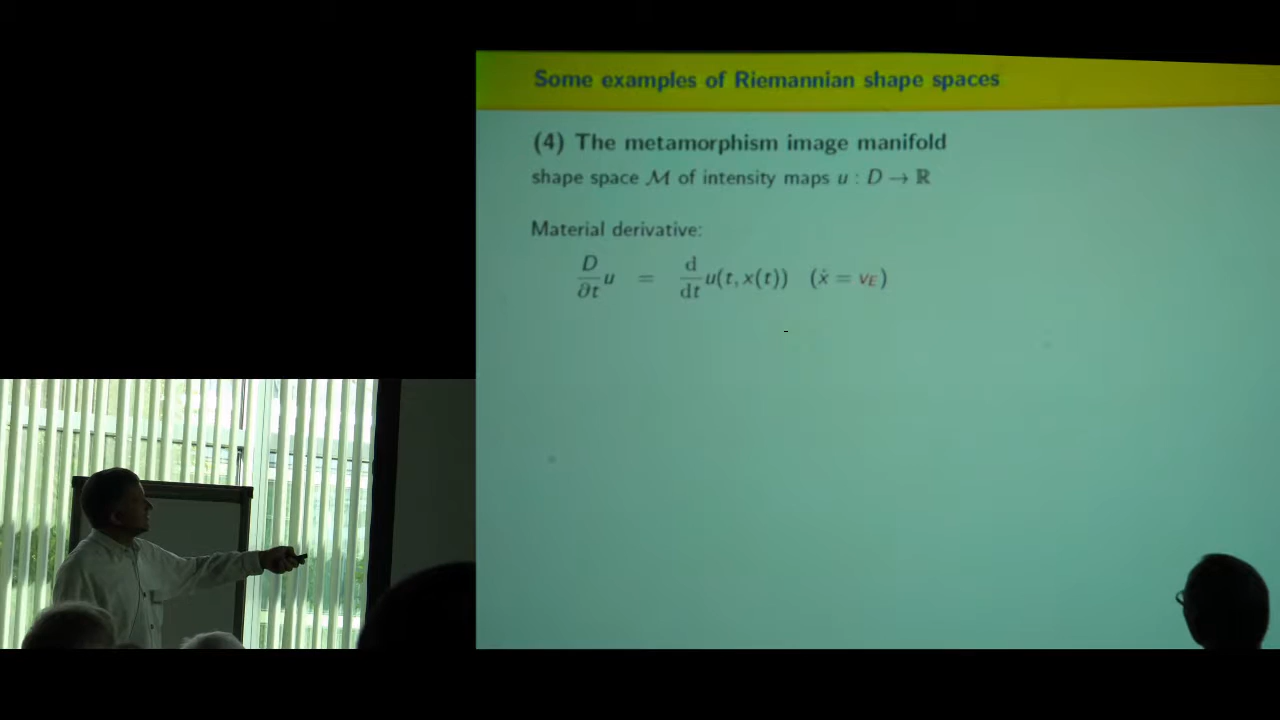 Some examples of Riemannian shape spaces
(4) The metamorphism image manifold
shape space M of intensity maps u : D → ℝ
Material derivative:
D/∂t u = d/dt u(t, x(t)) (ẋ = v_E)